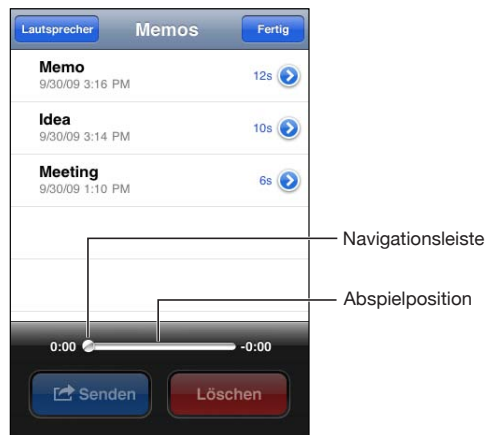 Lautsprecher Memos Fertig
Memo
9/30/09 3:16 PM
12s
Idea
9/30/09 3:14 PM
10s
Meeting
9/30/09 1:10 PM
6s
Navigationsleiste
Abspielposition
0:00 -0:00
Senden Löschen